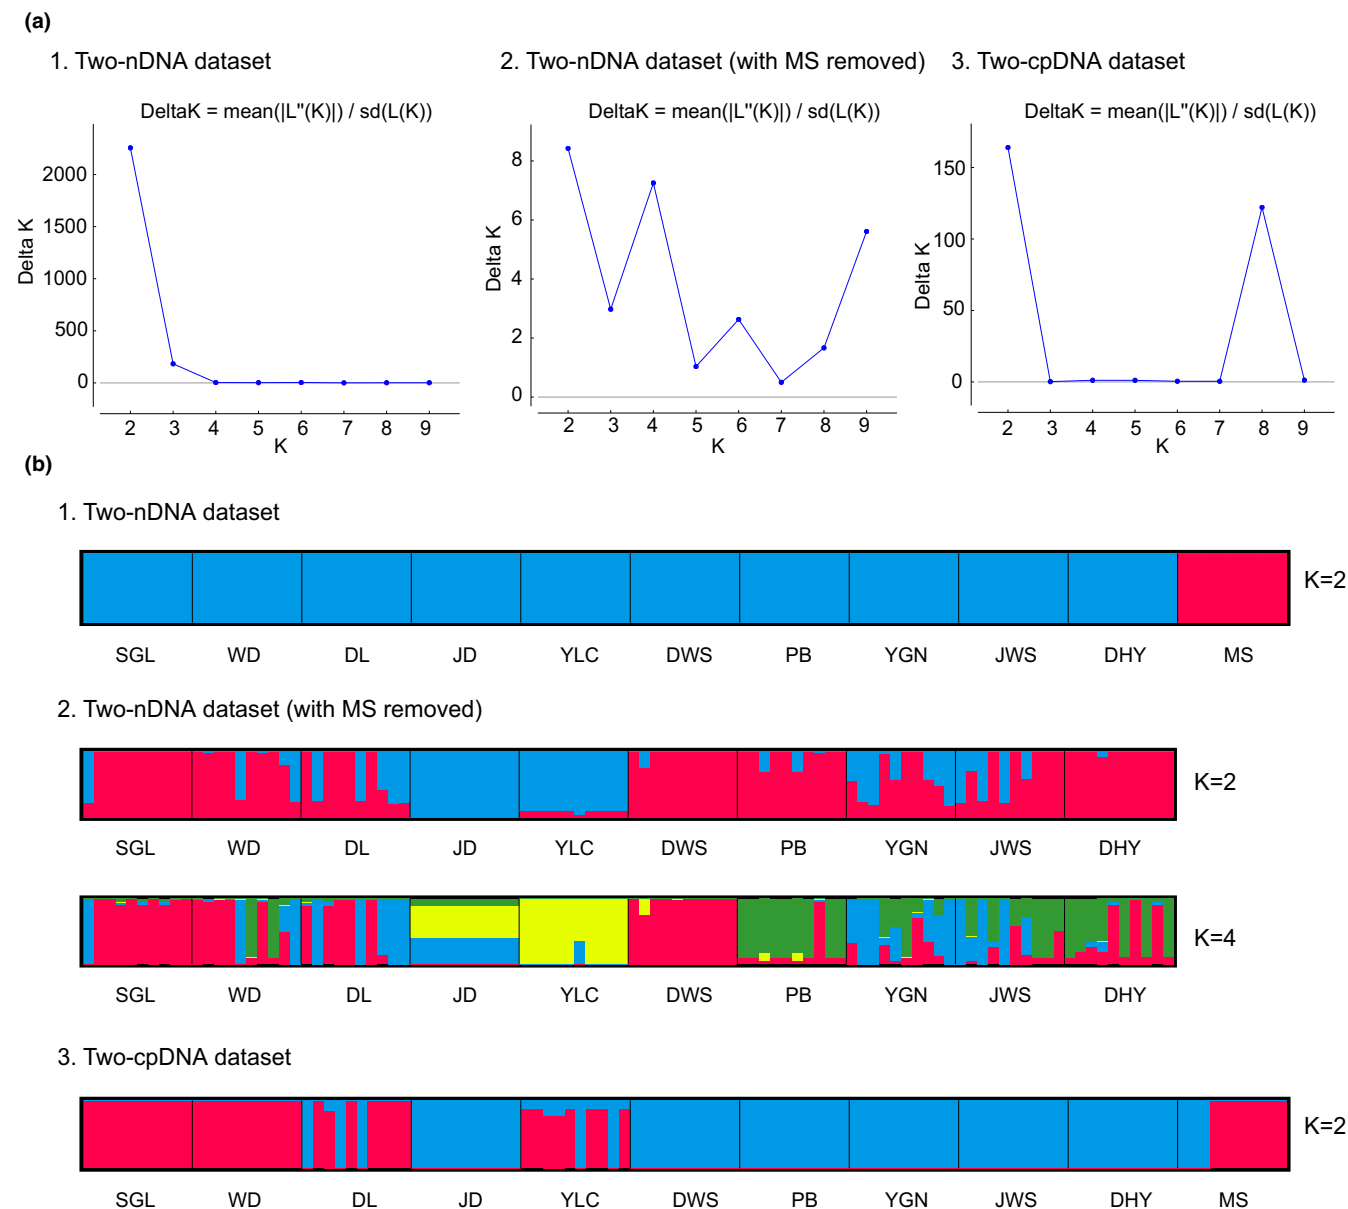 (a)
1. Two-nDNA dataset
2. Two-nDNA dataset (with MS removed)
3. Two-cpDNA dataset
DeltaK = mean(|L"(K)|) / sd(L(K))
Delta K
2000
1500
1000
500
0
2 3 4 5 6 7 8 9
K
DeltaK = mean(|L"(K)|) / sd(L(K))
Delta K
8
6
4
2
0
2 3 4 5 6 7 8 9
K
DeltaK = mean(|L"(K)|) / sd(L(K))
Delta K
150
100
50
0
2 3 4 5 6 7 8 9
K
(b)
1. Two-nDNA dataset
K=2
SGL WD DL JD YLC DWS PB YGN JWS DHY MS
2. Two-nDNA dataset (with MS removed)
K=2
SGL WD DL JD YLC DWS PB YGN JWS DHY
K=4
SGL WD DL JD YLC DWS PB YGN JWS DHY
3. Two-cpDNA dataset
K=2
SGL WD DL JD YLC DWS PB YGN JWS DHY MS